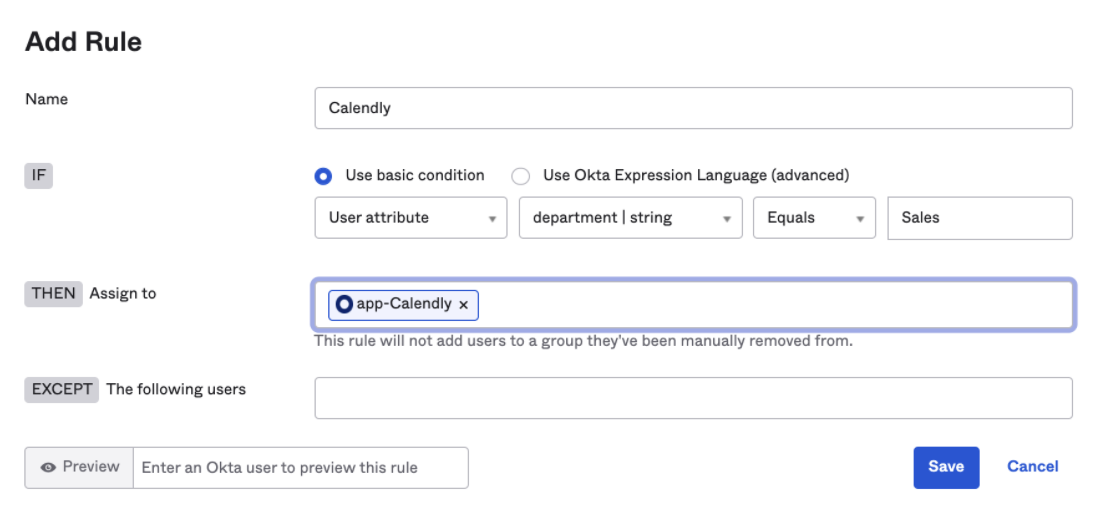 Add Rule
Name
Calendly
IF
Use basic condition Use Okta Expression Language (advanced)
User attribute department | string Equals Sales
THEN Assign to
app-Calendly ×
This rule will not add users to a group they've been manually removed from.
EXCEPT The following users
Preview Enter an Okta user to preview this rule Save Cancel